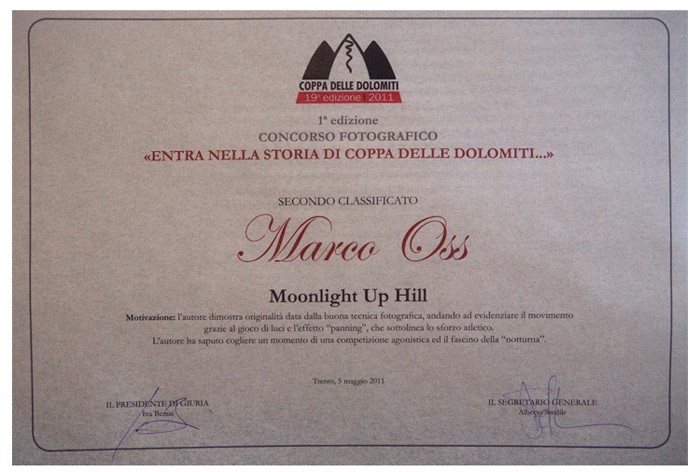 COPPA DELLE DOLOMITI
19ª edizione 2011
1ª edizione
CONCORSO FOTOGRAFICO
«ENTRA NELLA STORIA DI COPPA DELLE DOLOMITI...»
SECONDO CLASSIFICATO
Marco Oss
Moonlight Up Hill
Motivazione: l'autore dimostra originalità data dalla buona tecnica fotografica, andando ad evidenziare il movimento
grazie al gioco di luci e l'effetto "panning", che sottolinea lo sforzo atletico.
L'autore ha saputo cogliere un momento di una competizione agonistica ed il fascino della "notturna".
Trento, 5 maggio 2011
IL PRESIDENTE DI GIURIA
Iva Berasi
IL SEGRETARIO GENERALE
Alberto